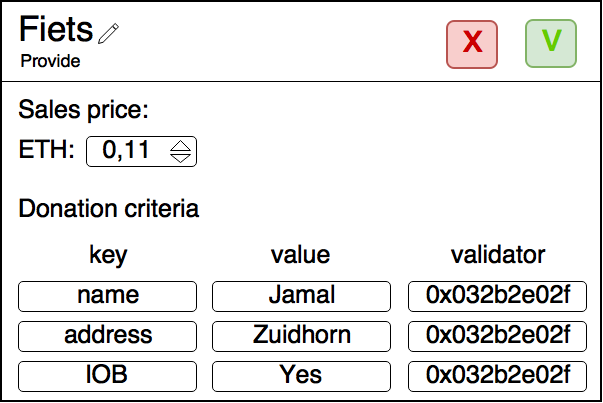 Fiets
Provide
X V
Sales price:
ETH: 0,11
Donation criteria
key value validator
name Jamal 0x032b2e02f
address Zuidhorn 0x032b2e02f
IOB Yes 0x032b2e02f